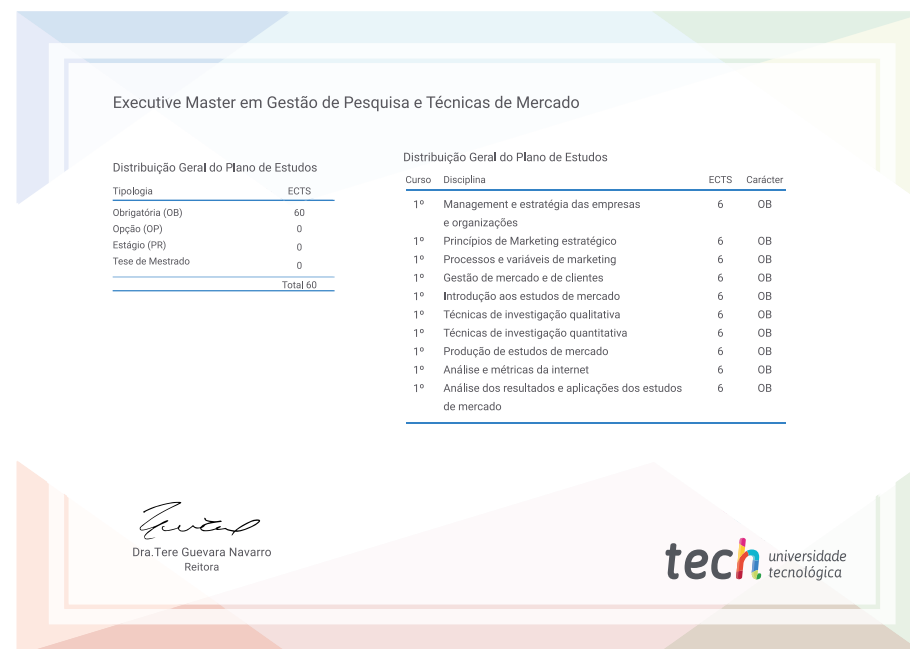 Executive Master em Gestão de Pesquisa e Técnicas de Mercado
Distribuição Geral do Plano de Estudos
Tipologia ECTS
Obrigatória (OB) 60
Opção (OP) 0
Estágio (PR) 0
Tese de Mestrado 0
Total 60
Distribuição Geral do Plano de Estudos
Curso Disciplina ECTS Carácter
1º Management e estratégia das empresas 6 OB
e organizações
1º Princípios de Marketing estratégico 6 OB
1º Processos e variáveis de marketing 6 OB
1º Gestão de mercado e de clientes 6 OB
1º Introdução aos estudos de mercado 6 OB
1º Técnicas de investigação qualitativa 6 OB
1º Técnicas de investigação quantitativa 6 OB
1º Produção de estudos de mercado 6 OB
1º Análise e métricas da internet 6 OB
1º Análise dos resultados e aplicações dos estudos 6 OB
de mercado
Dra.Tere Guevara Navarro
Reitora
tech universidade
tecnológica